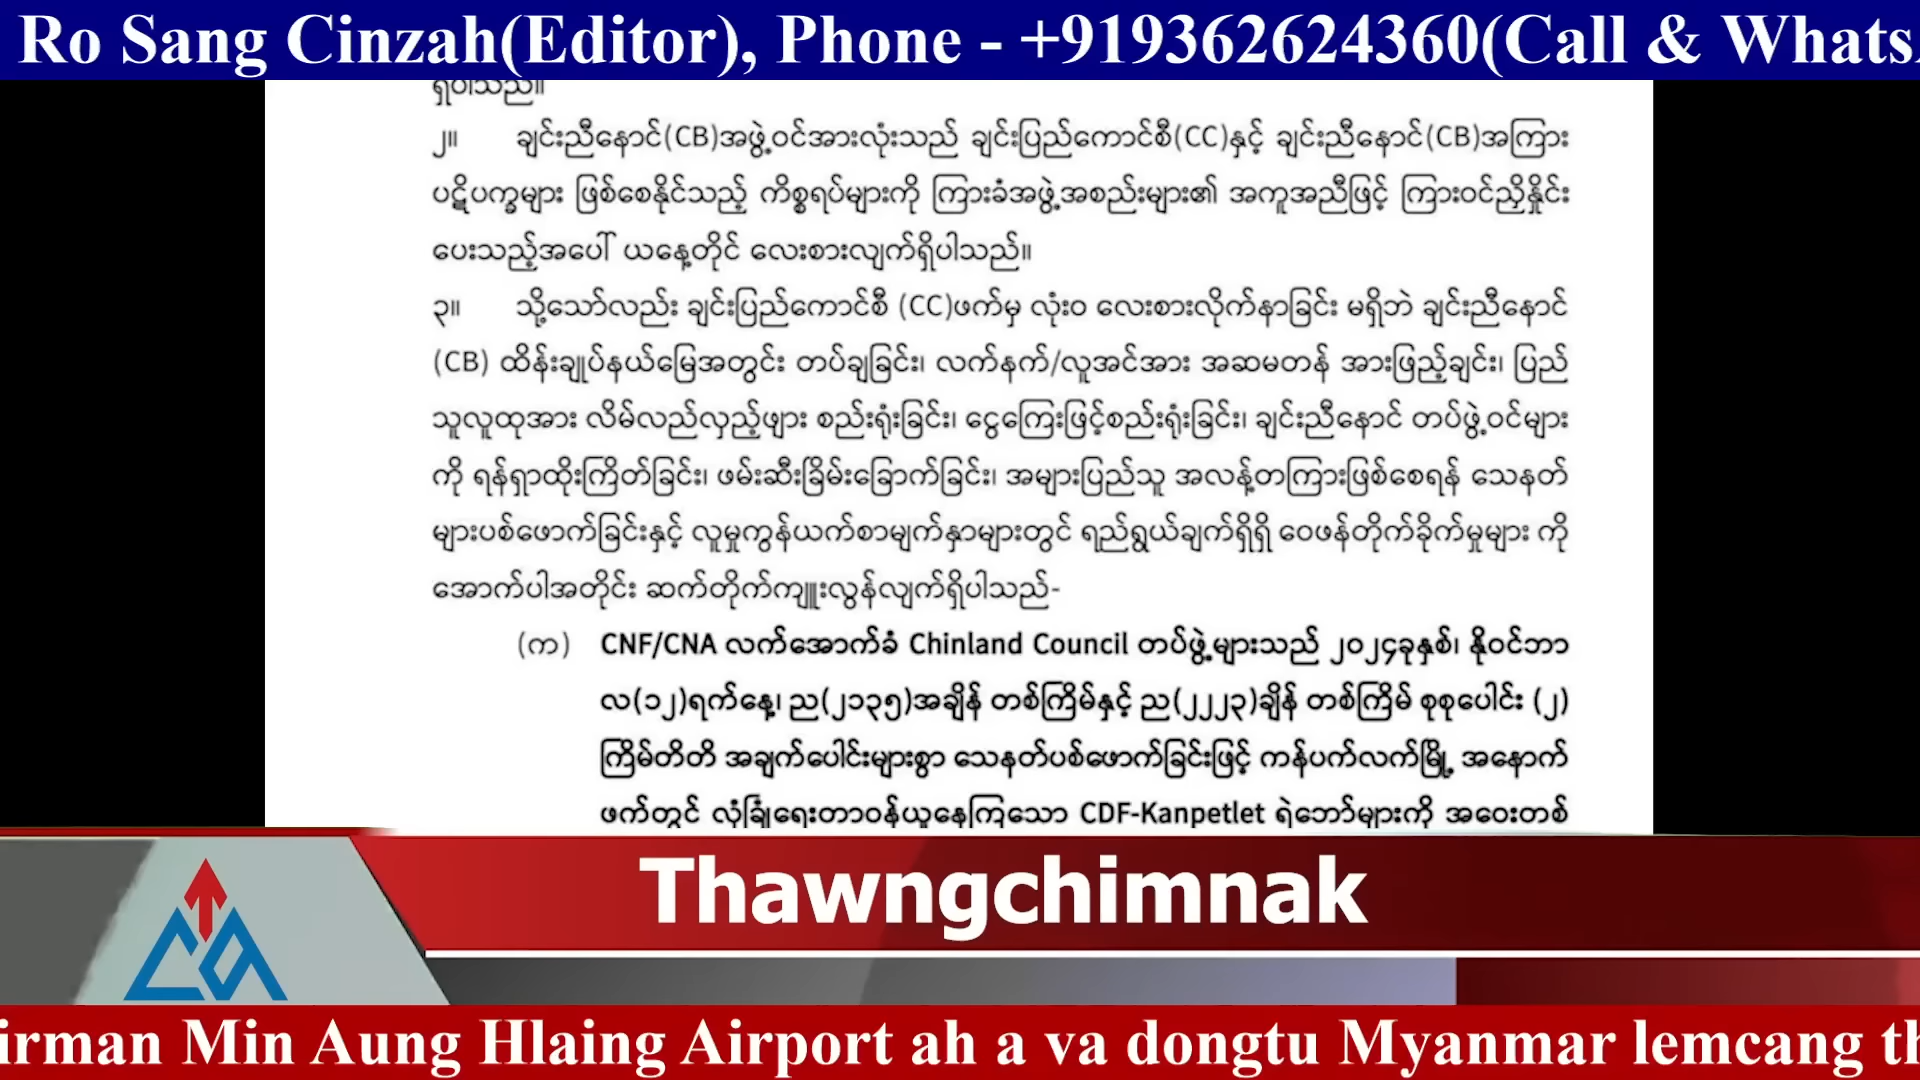 Ro Sang Cinzah(Editor), Phone - +919362624360(Call & Whats
ရှိပါသည်။
၂။ ချင်းညီနောင်(CB)အဖွဲ့ဝင်အားလုံးသည် ချင်းပြည်ကောင်စီ(CC)နှင့် ချင်းညီနောင်(CB)အကြား
ပဋိပက္ခများ ဖြစ်စေနိုင်သည့် ကိစ္စရပ်များကို ကြားခံအဖွဲ့အစည်းများ၏ အကူအညီဖြင့် ကြားဝင်ညှိနှိုင်း
ပေးသည့်အပေါ် ယနေ့တိုင် လေးစားလျက်ရှိပါသည်။
၃။ သို့သော်လည်း ချင်းပြည်ကောင်စီ (CC)ဖက်မှ လုံးဝ လေးစားလိုက်နာခြင်း မရှိဘဲ ချင်းညီနောင်
(CB) ထိန်းချုပ်နယ်မြေအတွင်း တပ်ချခြင်း၊ လက်နက်/လူအင်အား အဆမတန် အားဖြည့်ချင်း၊ ပြည်
သူလူထုအား လိမ်လည်လှည့်ဖျား စည်းရုံးခြင်း၊ ငွေကြေးဖြင့်စည်းရုံးခြင်း၊ ချင်းညီနောင် တပ်ဖွဲ့ဝင်များ
ကို ရန်ရှာထိုးကြိတ်ခြင်း၊ ဖမ်းဆီးခြိမ်းခြောက်ခြင်း၊ အများပြည်သူ အလန့်တကြားဖြစ်စေရန် သေနတ်
များပစ်ဖောက်ခြင်းနှင့် လူမှုကွန်ယက်စာမျက်နှာများတွင် ရည်ရွယ်ချက်ရှိရှိ ဝေဖန်တိုက်ခိုက်မှုများ ကို
အောက်ပါအတိုင်း ဆက်တိုက်ကျူးလွန်လျက်ရှိပါသည်-
(က) CNF/CNA လက်အောက်ခံ Chinland Council တပ်ဖွဲ့များသည် ၂၀၂၄ခုနှစ်၊ နိုဝင်ဘာ
လ(၁၂)ရက်နေ့၊ ည(၂၁၃၅)အချိန် တစ်ကြိမ်နှင့် ည(၂၂၂၃)ချိန် တစ်ကြိမ် စုစုပေါင်း (၂)
ကြိမ်တိတိ အချက်ပေါင်းများစွာ သေနတ်ပစ်ဖောက်ခြင်းဖြင့် ကန်ပက်လက်မြို့ အနောက်
ဖက်တွင် လုံခြုံရေးတာဝန်ယူနေကြသော CDF-Kanpetlet ရဲဘော်များကို အဝေးတစ်
Thawngchimnak
irman Min Aung Hlaing Airport ah a va dongtu Myanmar lemcang th